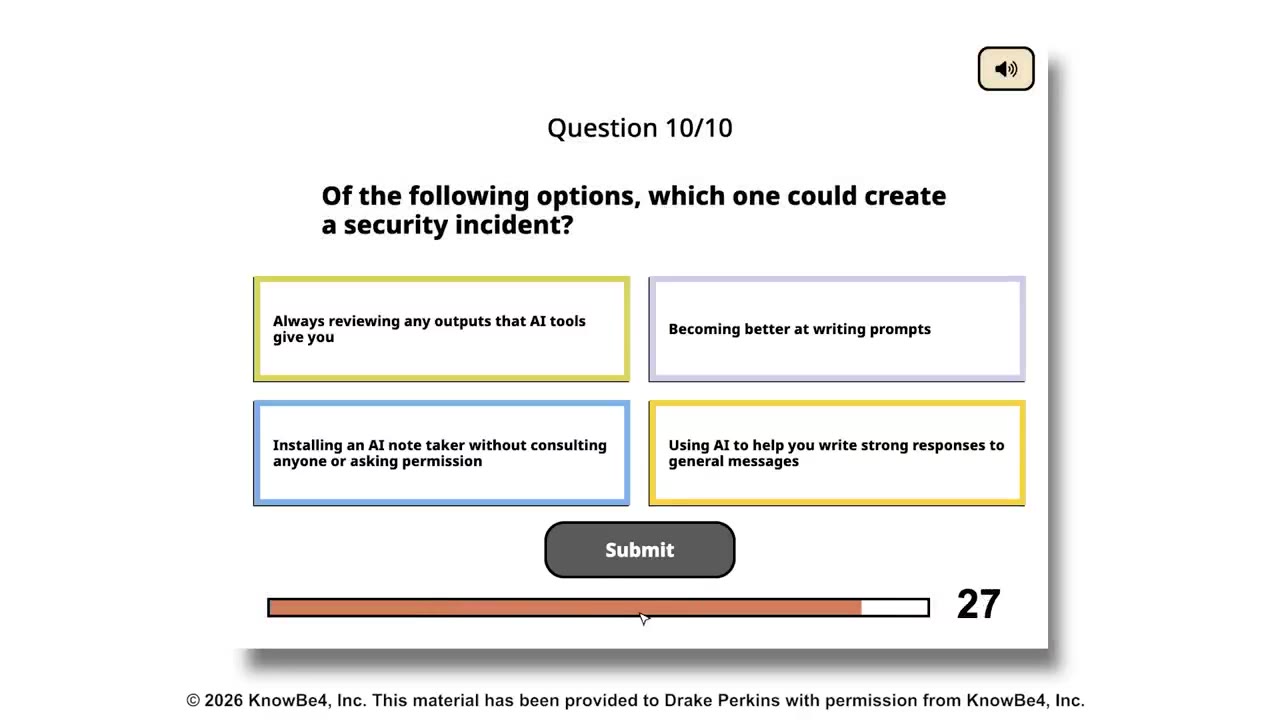 Question 10/10
Of the following options, which one could create
a security incident?
Always reviewing any outputs that AI tools
give you
Becoming better at writing prompts
Installing an AI note taker without consulting
anyone or asking permission
Using AI to help you write strong responses to
general messages
Submit
27
© 2026 KnowBe4, Inc. This material has been provided to Drake Perkins with permission from KnowBe4, Inc.